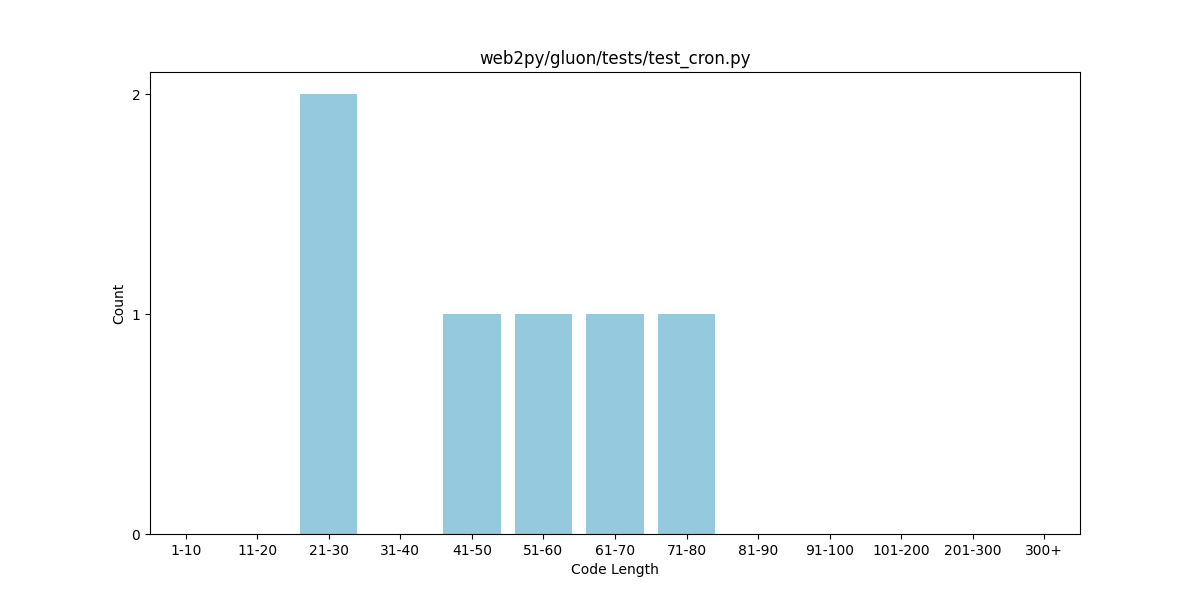 web2py/gluon/tests/test_cron.py
Count
2
1
0
1-10 11-20 21-30 31-40 41-50 51-60 61-70 71-80 81-90 91-100 101-200 201-300 300+
Code Length